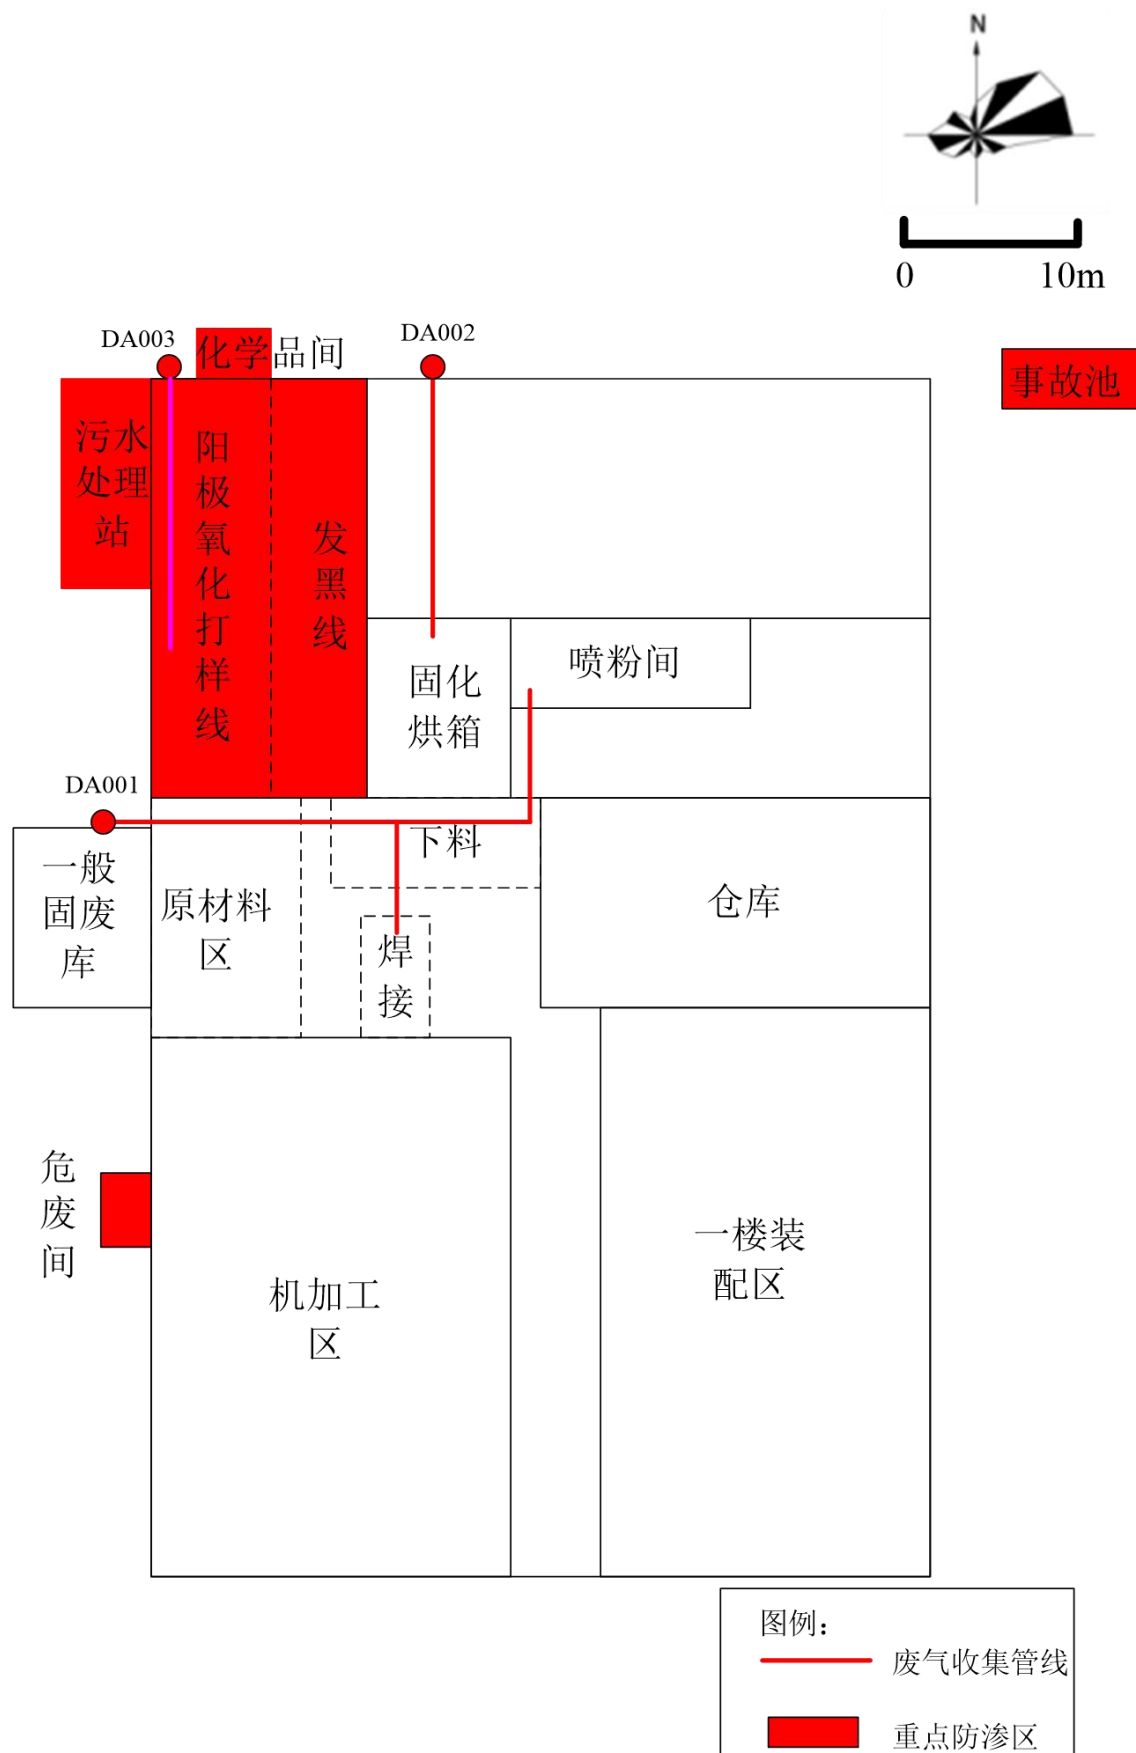 N
0
10m
DA003
化学品间
DA002
事故池
污水
处理
站
阳
极
氧
化
打
样
线
发
黑
线
固化
烘箱
喷粉间
DA001
下料
一般
固废
库
原材料
区
焊
接
仓库
危
废
间
机加工
区
一楼装
配区
图例：
废气收集管线
重点防渗区